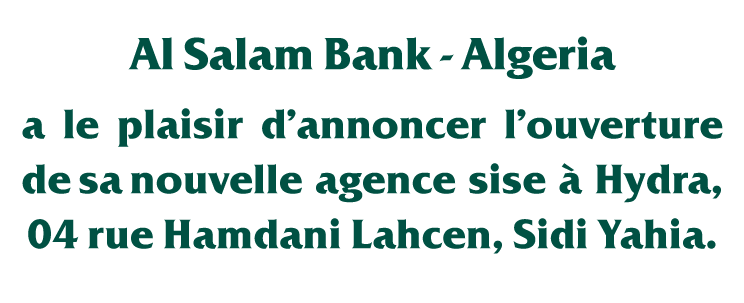 Al Salam Bank - Algeria
a le plaisir d’annoncer l’ouverture
de sa nouvelle agence sise à Hydra,
04 rue Hamdani Lahcen, Sidi Yahia.